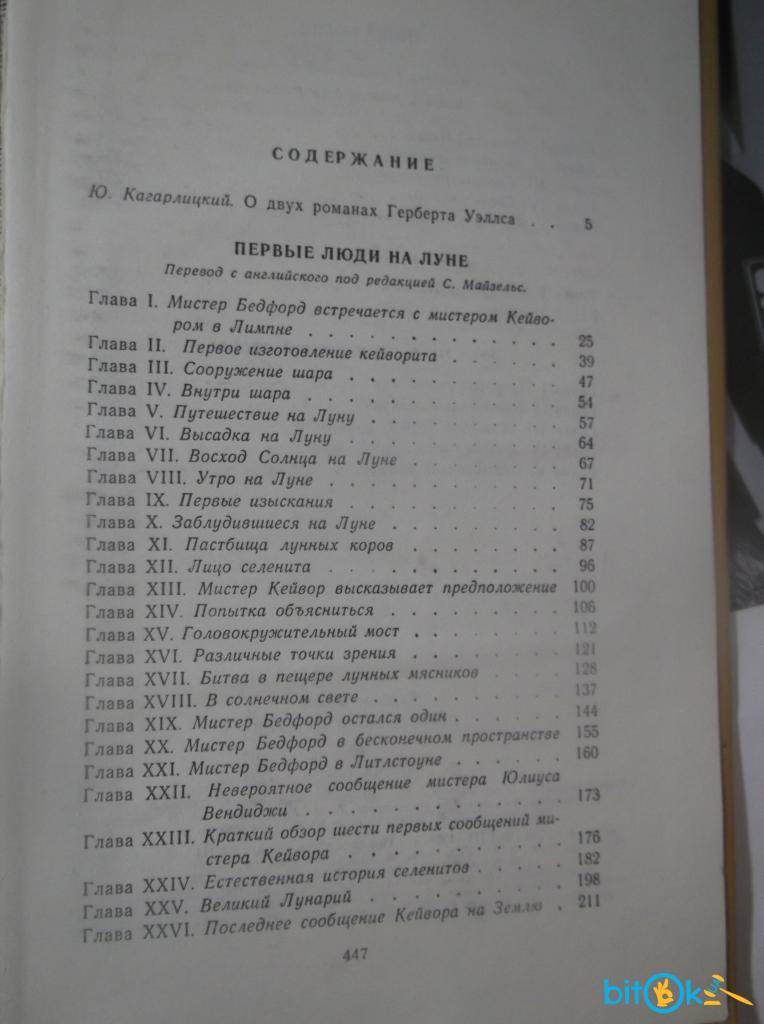 СОДЕРЖАНИЕ
Ю. Кагарлицкий. О двух романах Герберта Уэллса . . 5
ПЕРВЫЕ ЛЮДИ НА ЛУНЕ
Перевод с английского под редакцией С. Майзельс.
Глава I. Мистер Бедфорд встречается с мистером Кейво-
ром в Лимпне . . . . . . . . . . . 25
Глава II. Первое изготовление кейворита . . . . . 39
Глава III. Сооружение шара . . . . . . . . . 47
Глава IV. Внутри шара . . . . . . . . . . . 54
Глава V. Путешествие на Луну . . . . . . . . 57
Глава VI. Высадка на Луну . . . . . . . . . 64
Глава VII. Восход Солнца на Луне . . . . . . 67
Глава VIII. Утро на Луне . . . . . . . . . . 71
Глава IX. Первые изыскания . . . . . . . . . 75
Глава X. Заблудившиеся на Луне . . . . . . . 82
Глава XI. Пастбища лунных коров . . . . . . . 87
Глава XII. Лицо селенита . . . . . . . . . . 96
Глава XIII. Мистер Кейвор высказывает предположение 100
Глава XIV. Попытка объясниться . . . . . . . 106
Глава XV. Головокружительный мост . . . . . . 112
Глава XVI. Различные точки зрения . . . . . . 121
Глава XVII. Битва в пещере лунных мясников . . . 128
Глава XVIII. В солнечном свете . . . . . . . . 137
Глава XIX. Мистер Бедфорд остался один . . . . 144
Глава XX. Мистер Бедфорд в бесконечном пространстве 155
Глава XXI. Мистер Бедфорд в Литлстоуне . . . . 160
Глава XXII. Невероятное сообщение мистера Юлиуса
Вендиджи . . . . . . . . . . . . 173
Глава XXIII. Краткий обзор шести первых сообщений ми-
стера Кейвора . . . . . . . . . . 176
Глава XXIV. Естественная история селенитов . . . . 182
Глава XXV. Великий Лунарий . . . . . . . . . 198
Глава XXVI. Последнее сообщение Кейвора на Землю . 211
447
bitOk